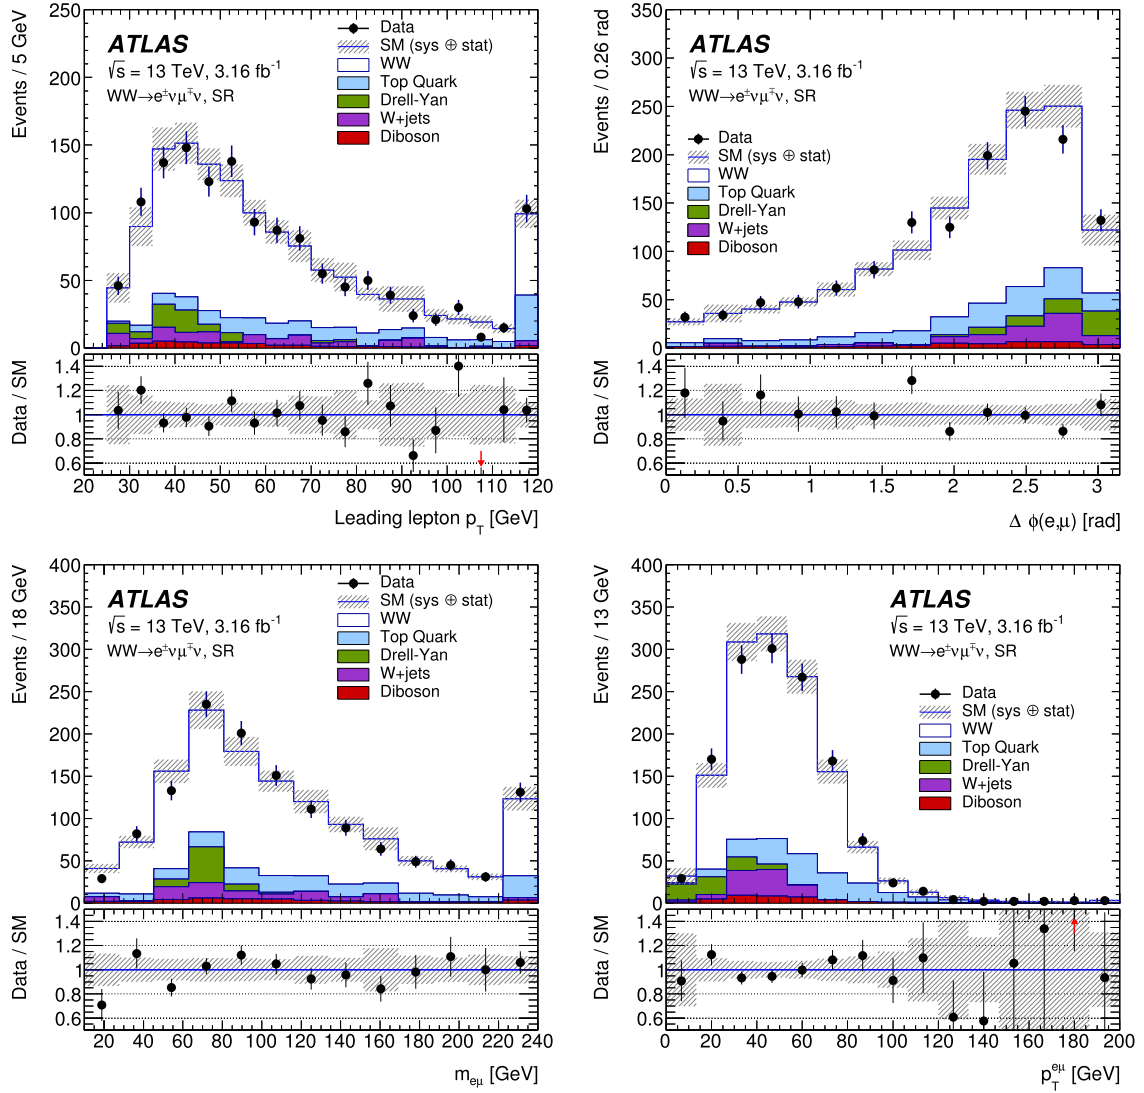 Events / 5 GeV
250
200
150
100
50
0
ATLAS
√s = 13 TeV, 3.16 fb⁻¹
WW→e±νμ∓ν, SR
Data
SM (sys ⊕ stat)
WW
Top Quark
Drell-Yan
W+jets
Diboson
Data / SM
1.4
1.2
1
0.8
0.6
20 30 40 50 60 70 80 90 100 110 120
Leading lepton p_T [GeV]
Events / 0.26 rad
350
300
250
200
150
100
50
0
ATLAS
√s = 13 TeV, 3.16 fb⁻¹
WW→e±νμ∓ν, SR
Data
SM (sys ⊕ stat)
WW
Top Quark
Drell-Yan
W+jets
Diboson
Data / SM
1.4
1.2
1
0.8
0.6
0 0.5 1 1.5 2 2.5 3
Δ ϕ(e,μ) [rad]
Events / 18 GeV
400
350
300
250
200
150
100
50
0
ATLAS
√s = 13 TeV, 3.16 fb⁻¹
WW→e±νμ∓ν, SR
Data
SM (sys ⊕ stat)
WW
Top Quark
Drell-Yan
W+jets
Diboson
Data / SM
1.4
1.2
1
0.8
0.6
20 40 60 80 100 120 140 160 180 200 220 240
m_eμ [GeV]
Events / 13 GeV
400
350
300
250
200
150
100
50
0
ATLAS
√s = 13 TeV, 3.16 fb⁻¹
WW→e±νμ∓ν, SR
Data
SM (sys ⊕ stat)
WW
Top Quark
Drell-Yan
W+jets
Diboson
Data / SM
1.4
1.2
1
0.8
0.6
0 20 40 60 80 100 120 140 160 180 200
p_T^eμ [GeV]